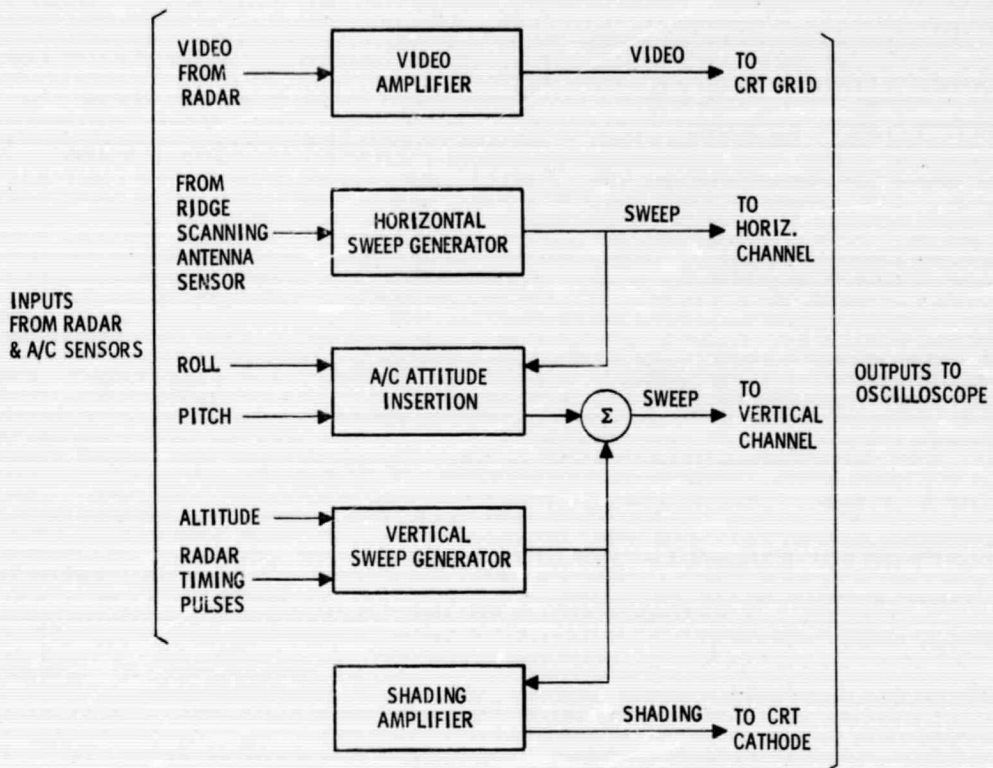 VIDEO
FROM
RADAR
VIDEO
AMPLIFIER
VIDEO
TO
CRT GRID
FROM
RIDGE
SCANNING
ANTENNA
SENSOR
HORIZONTAL
SWEEP GENERATOR
SWEEP
TO
HORIZ.
CHANNEL
INPUTS
FROM RADAR
& A/C SENSORS
ROLL
PITCH
A/C ATTITUDE
INSERTION
Σ
SWEEP
TO
VERTICAL
CHANNEL
OUTPUTS TO
OSCILLOSCOPE
ALTITUDE
RADAR
TIMING
PULSES
VERTICAL
SWEEP GENERATOR
SHADING
AMPLIFIER
SHADING
TO CRT
CATHODE